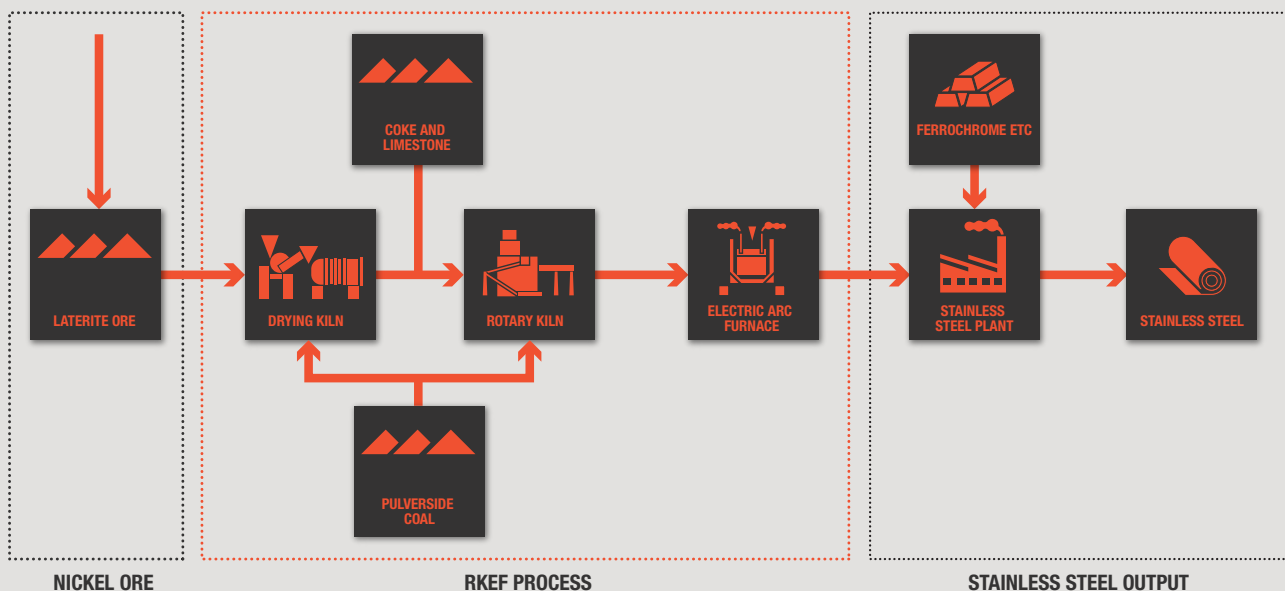 COKE AND
LIMESTONE
FERROCHROME ETC
LATERITE ORE
DRYING KILN
ROTARY KILN
ELECTRIC ARC
FURNACE
STAINLESS
STEEL PLANT
STAINLESS STEEL
PULVERSIDE
COAL
NICKEL ORE
RKEF PROCESS
STAINLESS STEEL OUTPUT